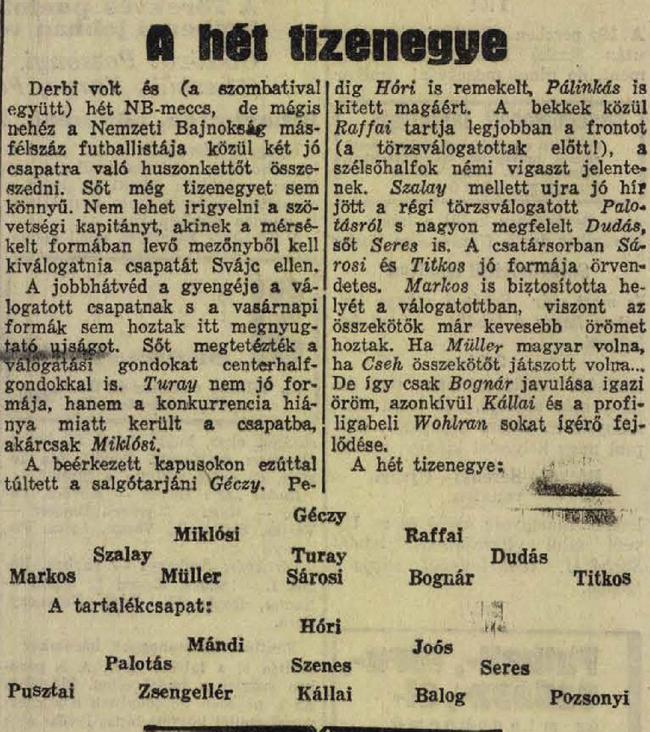 A hét tizenegye
Derbi volt és (a szombatival
együtt) hét NB-meccs, de mégis
nehéz a Nemzeti Bajnokság más-
félszáz futballistája közül két jó
csapatra való huszonkettőt össze-
szedni. Sőt még tizenegyet sem
könnyű. Nem lehet irigyelni a szö-
vetségi kapitányt, akinek a mérsé-
kelt formában levő mezőnyből kell
kiválogatnia csapatát Svájc ellen.
A jobbhátvéd a gyengéje a vá-
logatott csapatnak s a vasárnapi
formák sem hoztak itt megnyug-
tató ujságot. Sőt megtetézték a
válogatási gondokat centerhalf-
gondokkal is. Turay nem jó for-
mája, hanem a konkurrencia hiá-
nya miatt került a csapatba,
akárcsak Miklósi.
A beérkezett kapusokon ezúttal
túltett a salgótarjáni Géczy. Pe-
dig Hóri is remekelt, Pálinkás is
kitett magáért. A bekkek közül
Raffai tartja legjobban a frontot
(a törzsválogatottak előtt!), a
szélsőhalfok némi vigaszt jelente-
nek. Szalay mellett ujra jó hír
jött a régi törzsválogatott Palo-
tásról s nagyon megfelelt Dudás,
sőt Seres is. A csatársorban Sá-
rosi és Titkos jó formája örven-
detes. Markos is biztosította he-
lyét a válogatottban, viszont az
összekötők már kevesebb örömet
hoztak. Ha Müller magyar volna,
ha Cseh összekötőt játszott volna...
De így csak Bognár javulása igazi
öröm, azonkívül Kállai és a profi-
ligabeli Wohlran sokat ígérő fej-
lődése.
A hét tizenegye:
Géczy
Miklósi Raffai
Szalay Turay Dudás
Markos Müller Sárosi Bognár Titkos
A tartalékcsapat:
Hóri
Mándi Joós
Palotás Szenes Seres
Pusztai Zsengellér Kállai Balog Pozsonyi